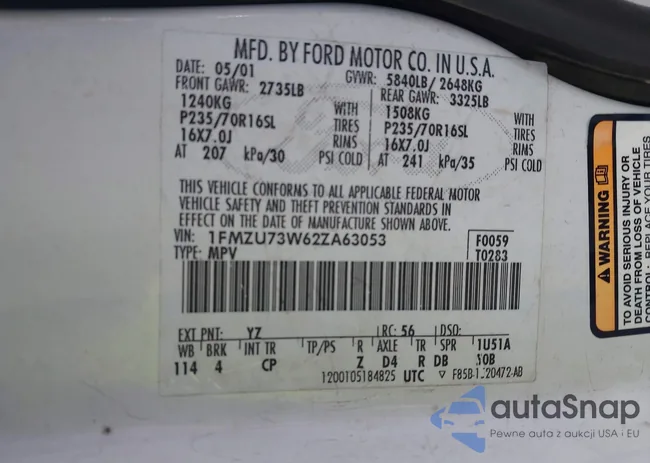 MFD. BY FORD MOTOR CO. IN U.S.A.
DATE: 05/01 GVWR: 5840LB/ 2648KG
FRONT GAWR: 2735LB REAR GAWR: 3325LB
1240KG WITH 1508KG WITH
P235/70R16SL TIRES P235/70R16SL TIRES
16X7.0J RIMS 16X7.0J RIMS
AT 207 kPa/30 PSI COLD AT 241 kPa/35 PSI COLD
THIS VEHICLE CONFORMS TO ALL APPLICABLE FEDERAL MOTOR
VEHICLE SAFETY AND THEFT PREVENTION STANDARDS IN
EFFECT ON THE DATE OF MANUFACTURE SHOWN ABOVE.
VIN: 1FMZU73W62ZA63053 F0059
TYPE: MPV T0283
EXT PNT: YZ RC: 56 DSO:
WB BRK INT TR TP/PS R AXLE TR SPR 1U51A
114 4 CP Z D4 R DB
1200T05184825 UTC
WARNING
TO AVOID SERIOUS INJURY OR
DEATH FROM LOSS OF VEHICLE
CONTROL: REPLACE YOUR TIRES
autaSnap
Pewne auta z aukcji USA i EU